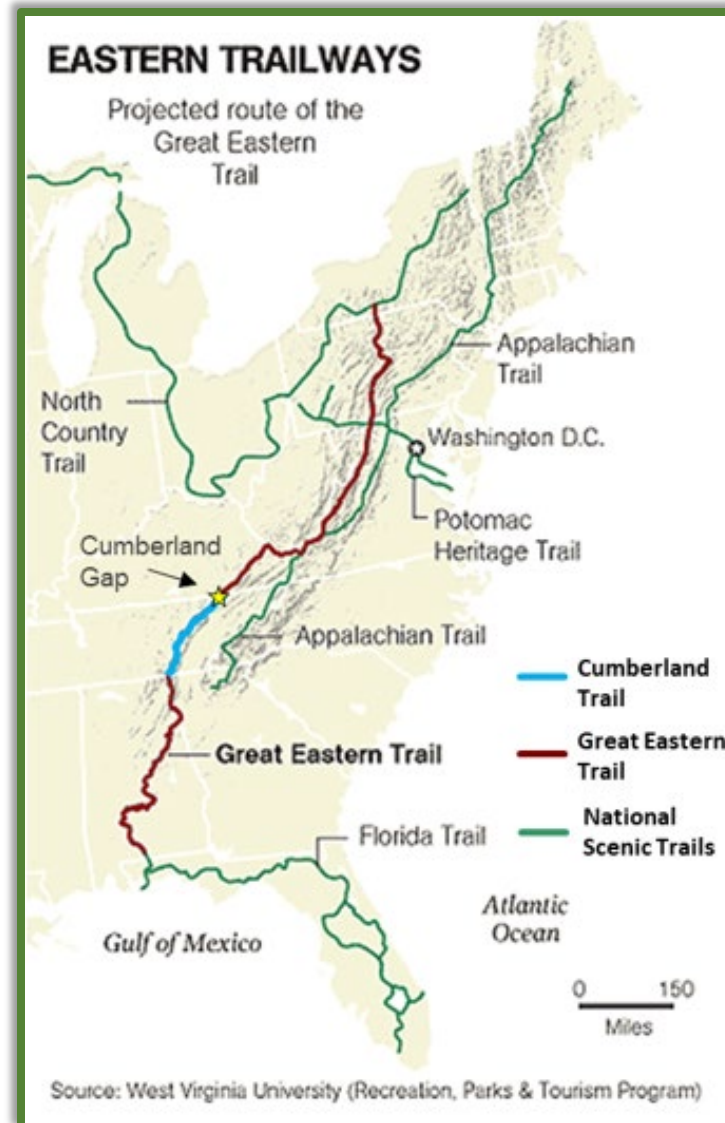 EASTERN TRAILWAYS
Projected route of the
Great Eastern
Trail
Appalachian
Trail
North
Country
Trail
Washington D.C.
Potomac
Heritage Trail
Cumberland
Gap
Appalachian Trail
Cumberland
Trail
Great Eastern
Trail
Great Eastern Trail
National
Scenic Trails
Florida Trail
Atlantic
Ocean
Gulf of Mexico
0 150
Miles
Source: West Virginia University (Recreation, Parks & Tourism Program)